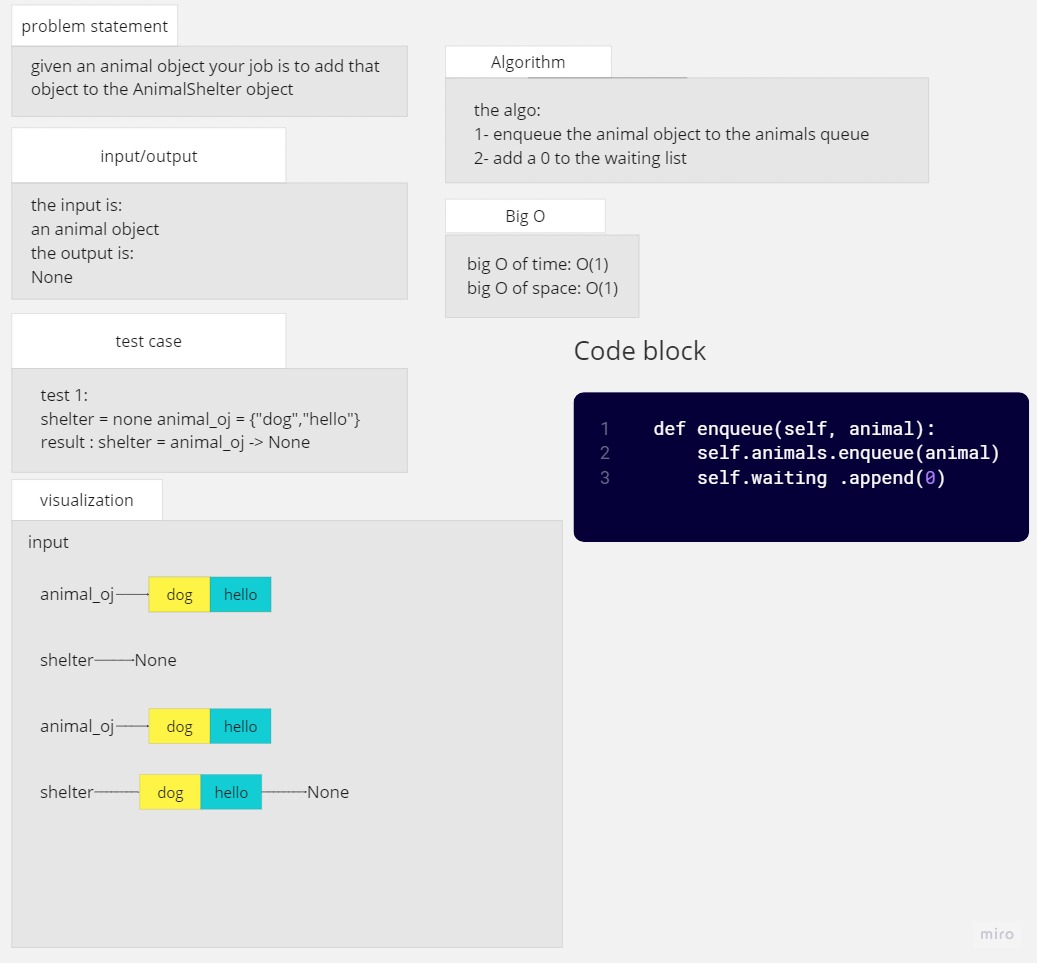 problem statement
given an animal object your job is to add that
object to the AnimalShelter object
input/output
the input is:
an animal object
the output is:
None
test case
test 1:
shelter = none animal_oj = {"dog","hello"}
result : shelter = animal_oj -> None
visualization
input
animal_oj dog hello
shelter None
animal_oj dog hello
shelter dog hello None
Algorithm
the algo:
1- enqueue the animal object to the animals queue
2- add a 0 to the waiting list
Big O
big O of time: O(1)
big O of space: O(1)
Code block
1 def enqueue(self, animal):
2 self.animals.enqueue(animal)
3 self.waiting .append(0)
miro